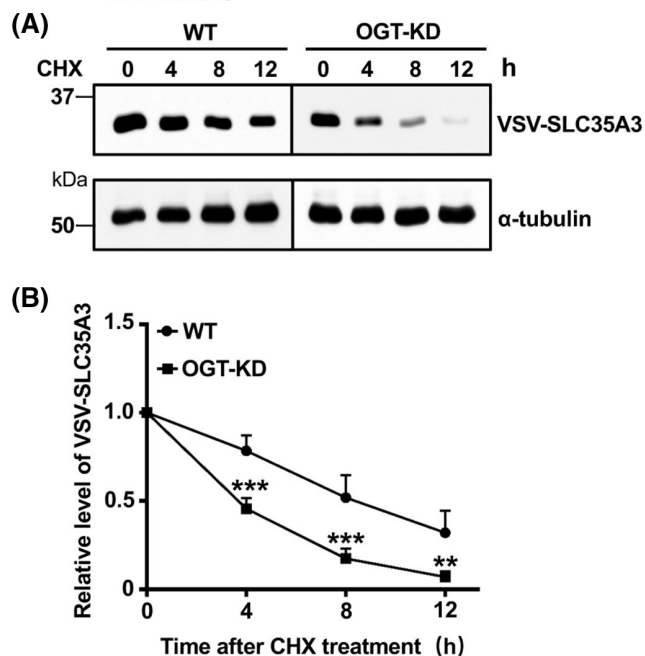 (A)
WT OGT-KD
CHX 0 4 8 12 0 4 8 12 h
37
VSV-SLC35A3
kDa
50
α-tubulin
(B)
Relative level of VSV-SLC35A3
1.5
WT
OGT-KD
1.0
***
0.5
***
**
0
0 4 8 12
Time after CHX treatment (h)